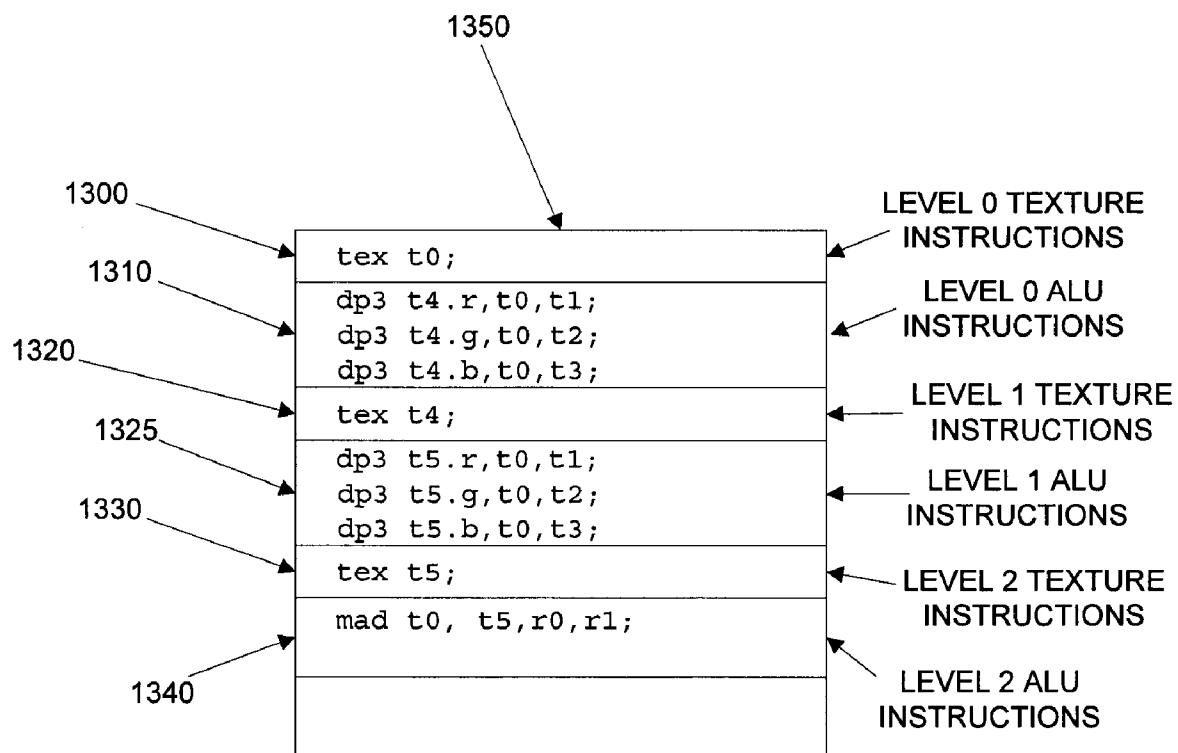 1350
1300
LEVEL 0 TEXTURE
INSTRUCTIONS
tex t0;
1310
dp3 t4.r,t0,t1;
dp3 t4.g,t0,t2;
dp3 t4.b,t0,t3;
LEVEL 0 ALU
INSTRUCTIONS
1320
tex t4;
LEVEL 1 TEXTURE
INSTRUCTIONS
1325
dp3 t5.r,t0,t1;
dp3 t5.g,t0,t2;
dp3 t5.b,t0,t3;
LEVEL 1 ALU
INSTRUCTIONS
1330
tex t5;
LEVEL 2 TEXTURE
INSTRUCTIONS
mad t0, t5,r0,r1;
1340
LEVEL 2 ALU
INSTRUCTIONS